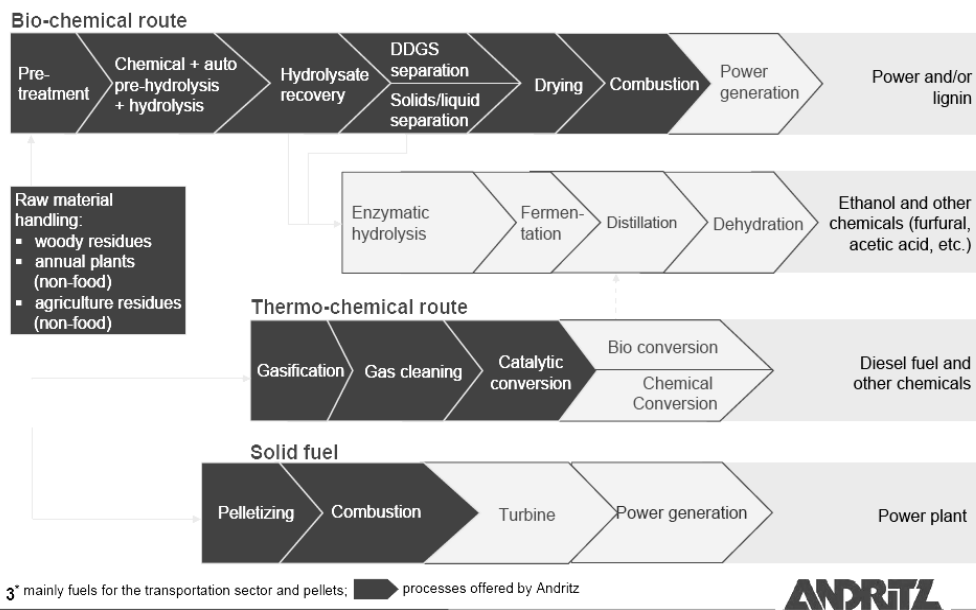 Bio-chemical route
Pre-
treatment
Chemical + auto
pre-hydrolysis
+ hydrolysis
Hydrolysate
recovery
DDGS
separation
Solids/liquid
separation
Drying
Combustion
Power
generation
Power and/or
lignin
Raw material
handling:
▪ woody residues
▪ annual plants
(non-food)
▪ agriculture residues
(non-food)
Enzymatic
hydrolysis
Fermen-
tation
Distillation
Dehydration
Ethanol and other
chemicals (furfural,
acetic acid, etc.)
Thermo-chemical route
Gasification
Gas cleaning
Catalytic
conversion
Bio conversion
Chemical
Conversion
Diesel fuel and
other chemicals
Solid fuel
Pelletizing
Combustion
Turbine
Power generation
Power plant
3* mainly fuels for the transportation sector and pellets; processes offered by Andritz
ANDRITZ